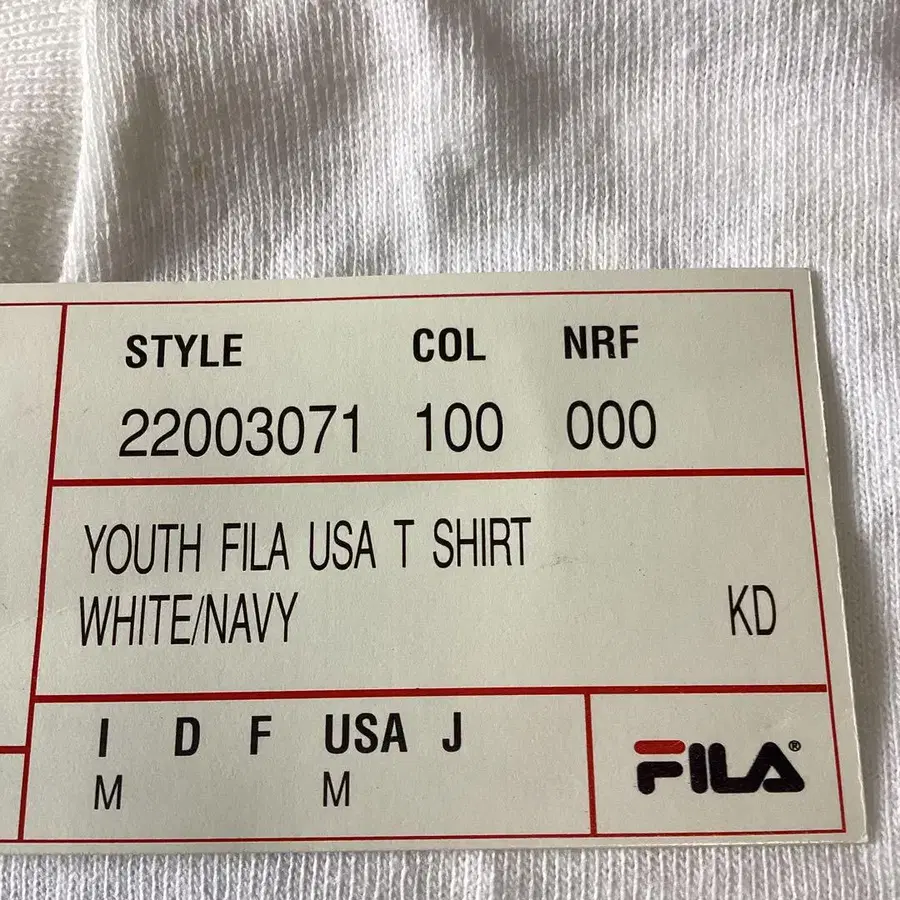 STYLE COL NRF
22003071 100 000
YOUTH FILA USA T SHIRT
WHITE/NAVY KD
I D F USA J
M M
FILA®